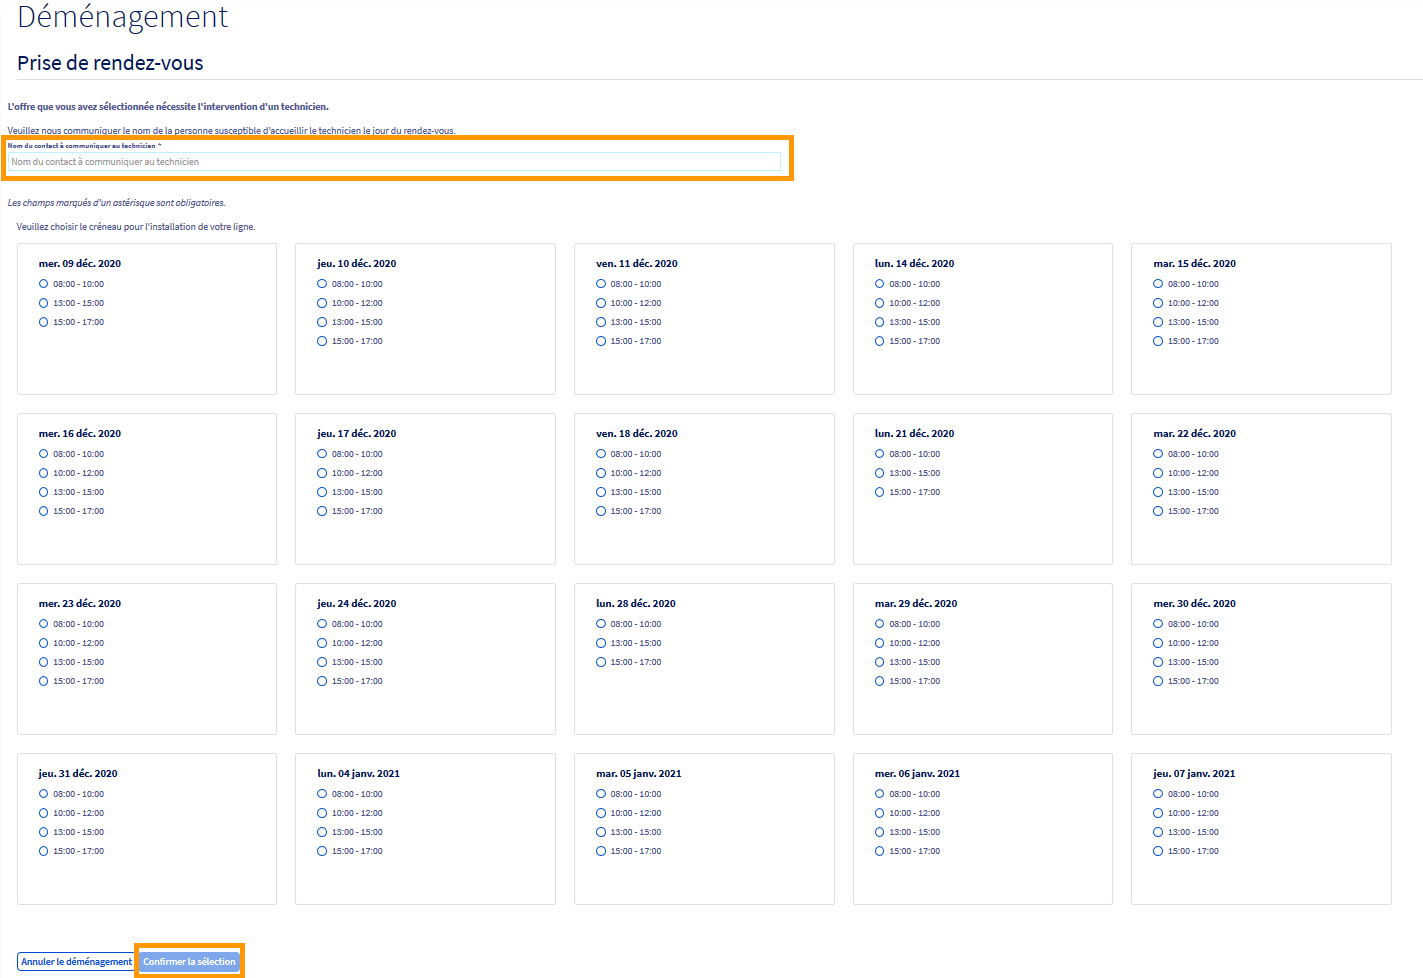 Déménagement
Prise de rendez-vous
L'offre que vous avez sélectionnée nécessite l'intervention d'un technicien.
Veuillez nous communiquer le nom de la personne susceptible d'accueillir le technicien le jour du rendez-vous.
Nom du contact à communiquer au technicien *
Nom du contact à communiquer au technicien
Les champs marqués d'un astérisque sont obligatoires.
Veuillez choisir le créneau pour l'installation de votre ligne.
mer. 09 déc. 2020
08:00 - 10:00
13:00 - 15:00
15:00 - 17:00
jeu. 10 déc. 2020
08:00 - 10:00
10:00 - 12:00
13:00 - 15:00
15:00 - 17:00
ven. 11 déc. 2020
08:00 - 10:00
10:00 - 12:00
13:00 - 15:00
15:00 - 17:00
lun. 14 déc. 2020
08:00 - 10:00
10:00 - 12:00
13:00 - 15:00
15:00 - 17:00
mar. 15 déc. 2020
08:00 - 10:00
10:00 - 12:00
13:00 - 15:00
15:00 - 17:00
mer. 16 déc. 2020
08:00 - 10:00
10:00 - 12:00
13:00 - 15:00
15:00 - 17:00
jeu. 17 déc. 2020
08:00 - 10:00
10:00 - 12:00
13:00 - 15:00
15:00 - 17:00
ven. 18 déc. 2020
08:00 - 10:00
10:00 - 12:00
13:00 - 15:00
15:00 - 17:00
lun. 21 déc. 2020
08:00 - 10:00
13:00 - 15:00
15:00 - 17:00
mar. 22 déc. 2020
08:00 - 10:00
10:00 - 12:00
13:00 - 15:00
15:00 - 17:00
mer. 23 déc. 2020
08:00 - 10:00
10:00 - 12:00
13:00 - 15:00
15:00 - 17:00
jeu. 24 déc. 2020
08:00 - 10:00
10:00 - 12:00
13:00 - 15:00
15:00 - 17:00
lun. 28 déc. 2020
08:00 - 10:00
13:00 - 15:00
15:00 - 17:00
mar. 29 déc. 2020
08:00 - 10:00
10:00 - 12:00
13:00 - 15:00
15:00 - 17:00
mer. 30 déc. 2020
08:00 - 10:00
10:00 - 12:00
13:00 - 15:00
15:00 - 17:00
jeu. 31 déc. 2020
08:00 - 10:00
10:00 - 12:00
13:00 - 15:00
15:00 - 17:00
lun. 04 janv. 2021
08:00 - 10:00
10:00 - 12:00
13:00 - 15:00
15:00 - 17:00
mar. 05 janv. 2021
08:00 - 10:00
10:00 - 12:00
13:00 - 15:00
15:00 - 17:00
mer. 06 janv. 2021
08:00 - 10:00
10:00 - 12:00
13:00 - 15:00
15:00 - 17:00
jeu. 07 janv. 2021
08:00 - 10:00
10:00 - 12:00
13:00 - 15:00
15:00 - 17:00
Annuler le déménagement
Confirmer la sélection